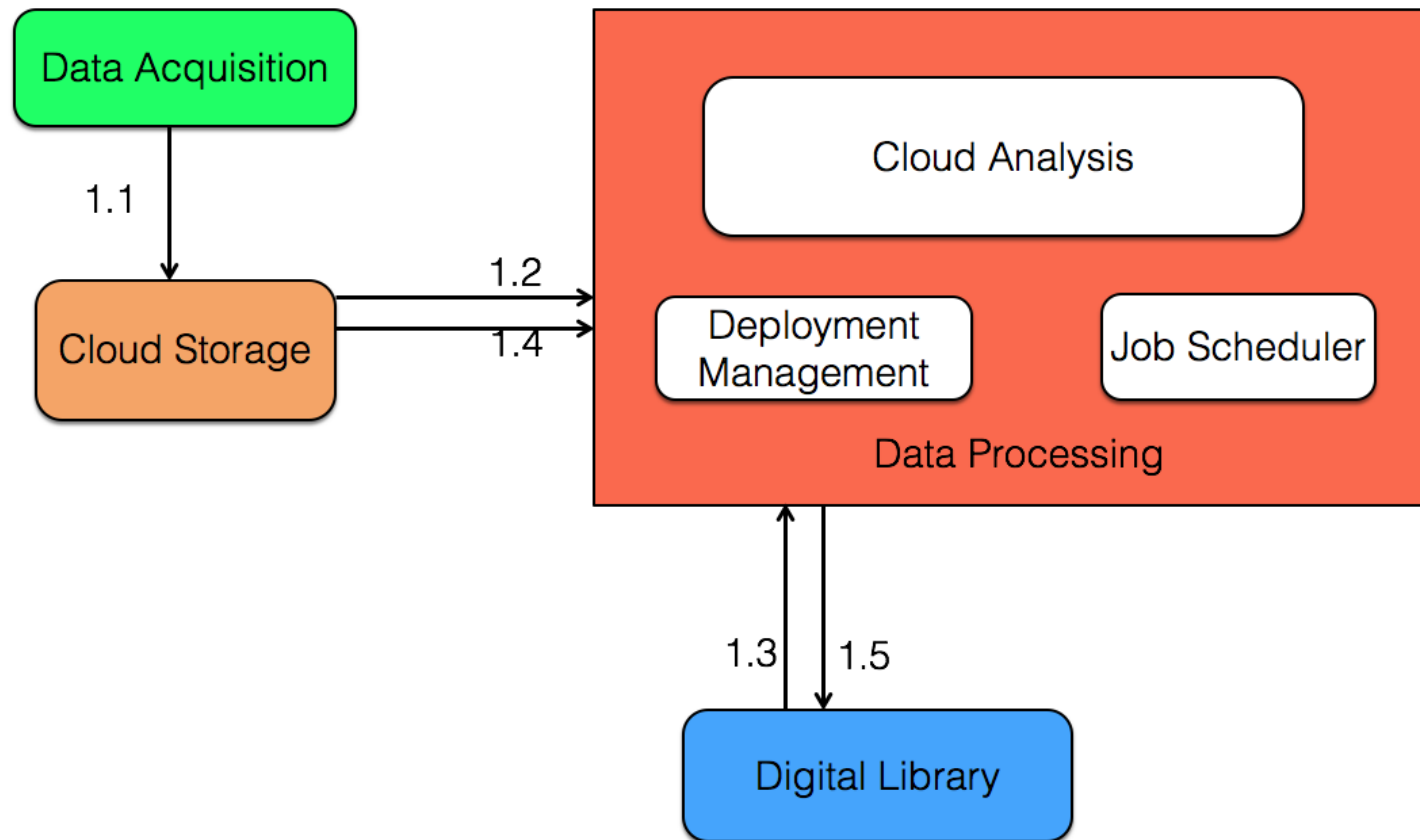 Data Acquisition
Cloud Analysis
1.1
1.2
Cloud Storage
1.4
Deployment
Management
Job Scheduler
Data Processing
1.3
1.5
Digital Library